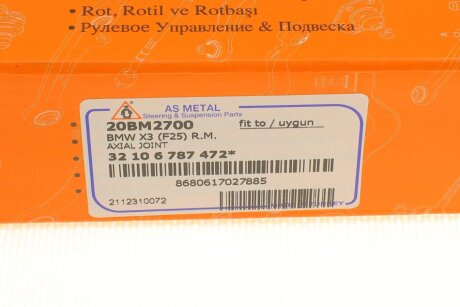 • Rot, Rotil ve Rotbaşı
• Рулевое Управление & Подвеска
AS METAL
Steering & Suspension Parts
20BM2700 fit to / uygun
BMW X3 (F25) R.M.
AXIAL JOINT
32 10 6 787 472*
8680617027885
2112310072